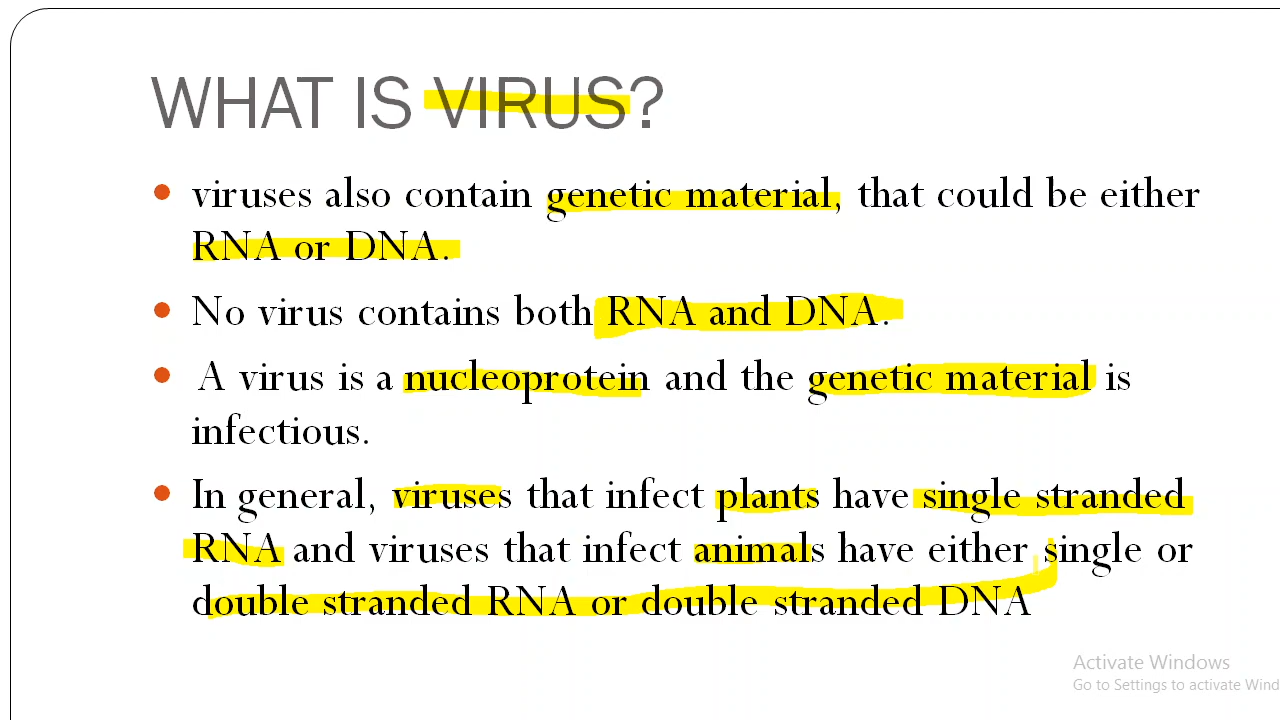 WHAT IS VIRUS?
viruses also contain genetic material, that could be either
RNA or DNA.
No virus contains both RNA and DNA.
A virus is a nucleoprotein and the genetic material is
infectious.
In general, viruses that infect plants have single stranded
RNA and viruses that infect animals have either single or
double stranded RNA or double stranded DNA
Activate Windows
Go to Settings to activate Wind